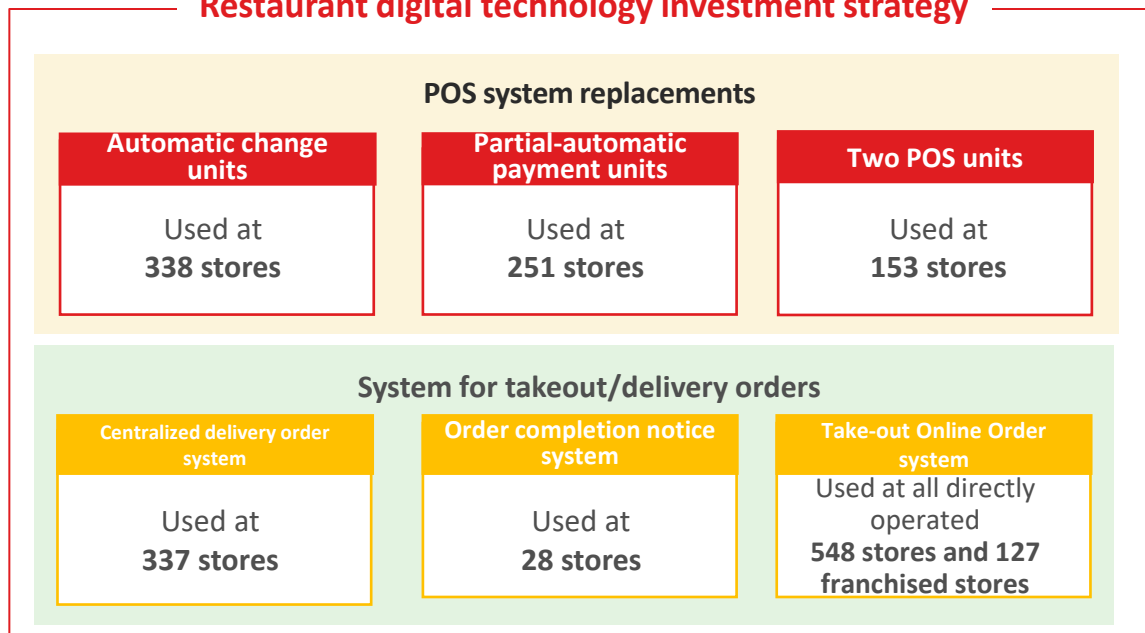 Restaurant digital technology investment strategy
POS system replacements
Automatic change
units
Used at
338 stores
Partial-automatic
payment units
Used at
251 stores
Two POS units
Used at
153 stores
System for takeout/delivery orders
Centralized delivery order
system
Used at
337 stores
Order completion notice
system
Used at
28 stores
Take-out Online Order
system
Used at all directly
operated
548 stores and 127
franchised stores